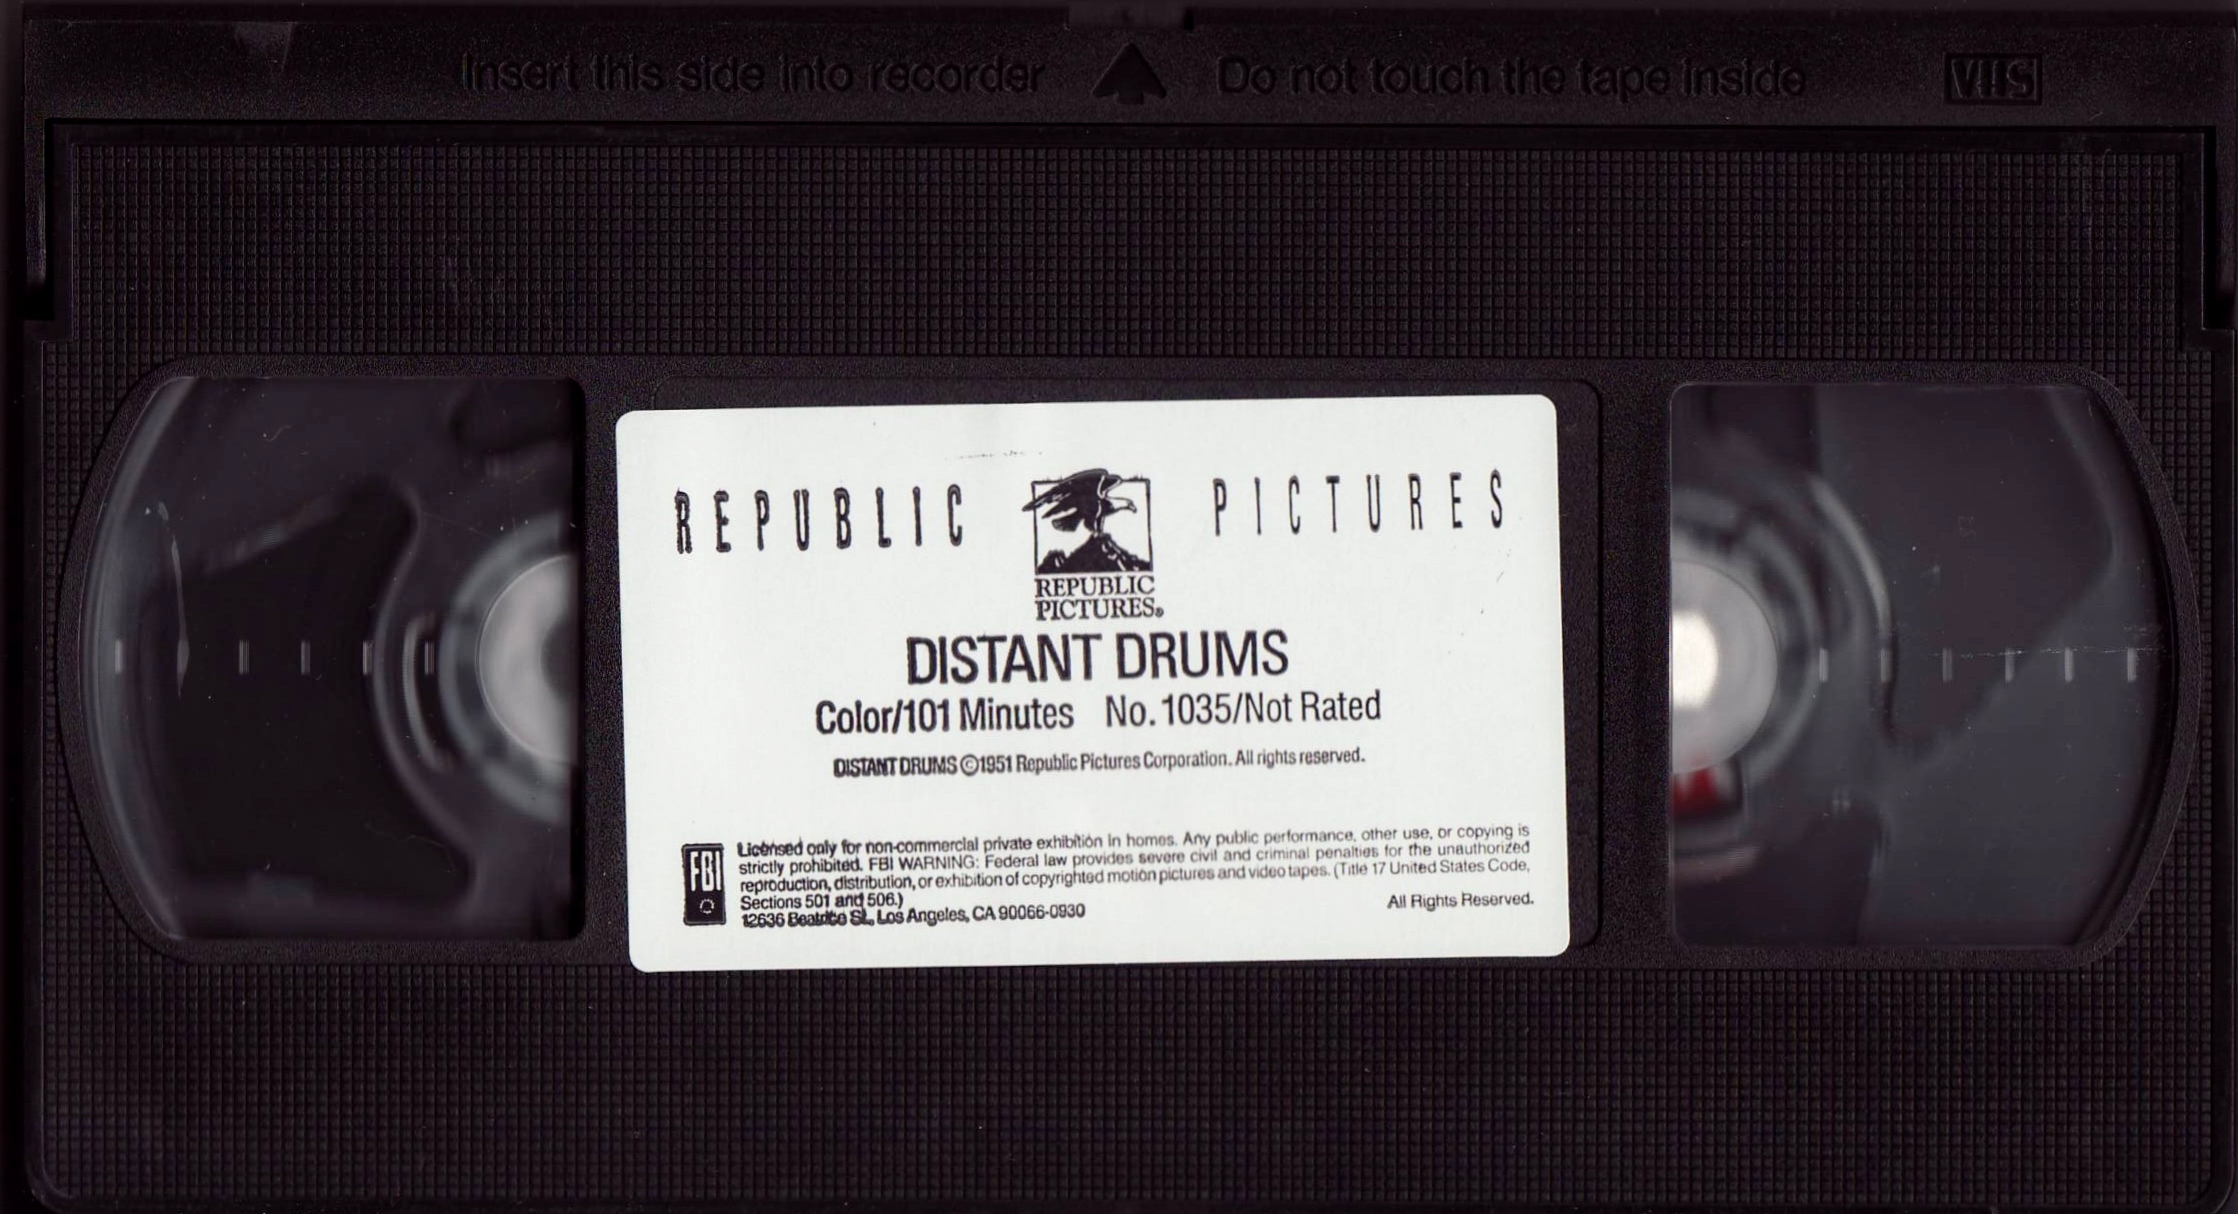 Insert this side into recorder Do not touch the tape inside VHS
REPUBLIC PICTURES
REPUBLIC
PICTURES®
DISTANT DRUMS
Color/101 Minutes No. 1035/Not Rated
DISTANT DRUMS ©1951 Republic Pictures Corporation. All rights reserved.
FBI
Licensed only for non-commercial private exhibition in homes. Any public performance, other use, or copying is
strictly prohibited. FBI WARNING: Federal law provides severe civil and criminal penalties for the unauthorized
reproduction, distribution, or exhibition of copyrighted motion pictures and video tapes. (Title 17 United States Code,
Sections 501 and 506.)
All Rights Reserved.
12636 Beatrice St., Los Angeles, CA 90066-0930